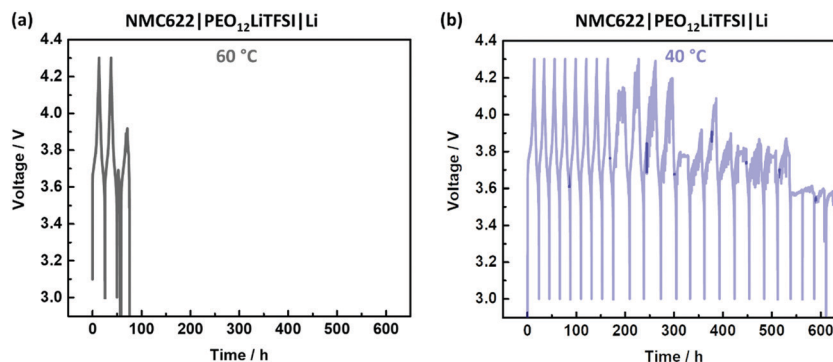 (a)
NMC622|PEO₁₂LiTFSI|Li
60 °C
Voltage / V
4.4
4.2
4.0
3.8
3.6
3.4
3.2
3.0
0 100 200 300 400 500 600
Time / h
(b)
NMC622|PEO₁₂LiTFSI|Li
40 °C
Voltage / V
4.4
4.2
4.0
3.8
3.6
3.4
3.2
3.0
0 100 200 300 400 500 600
Time / h